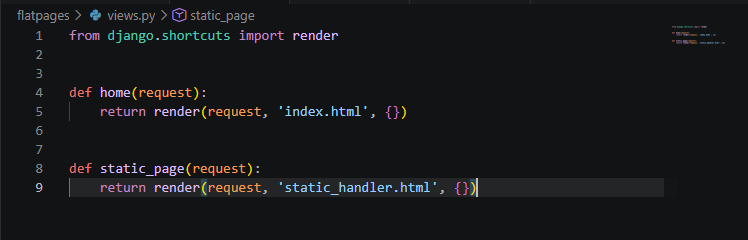 flatpages > views.py > static_page
1 from django.shortcuts import render
2
3
4 def home(request):
5     return render(request, 'index.html', {})
6
7
8 def static_page(request):
9     return render(request, 'static_handler.html', {})